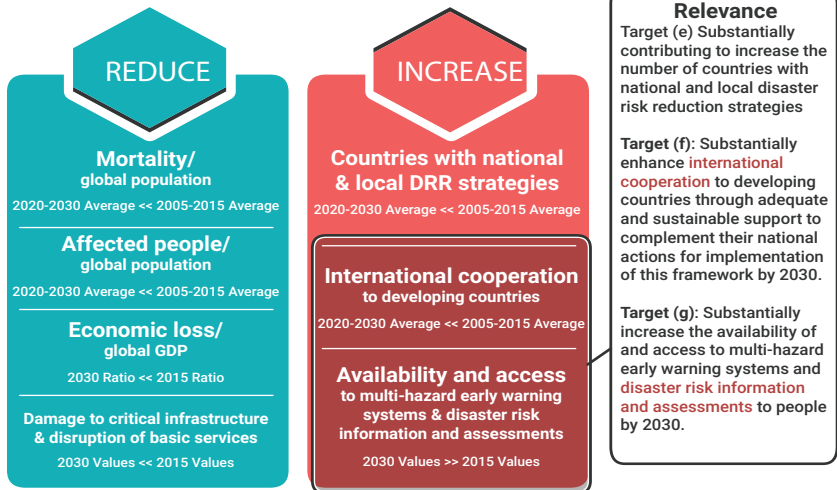 REDUCE
Mortality/
global population
2020-2030 Average << 2005-2015 Average
Affected people/
global population
2020-2030 Average << 2005-2015 Average
Economic loss/
global GDP
2030 Ratio << 2015 Ratio
Damage to critical infrastructure
& disruption of basic services
2030 Values << 2015 Values
INCREASE
Countries with national
& local DRR strategies
2020-2030 Average << 2005-2015 Average
International cooperation
to developing countries
2020-2030 Average << 2005-2015 Average
Availability and access
to multi-hazard early warning
systems & disaster risk
information and assessments
2030 Values >> 2015 Values
Relevance
Target (e) Substantially
contributing to increase the
number of countries with
national and local disaster
risk reduction strategies
Target (f): Substantially
enhance international
cooperation to developing
countries through adequate
and sustainable support to
complement their national
actions for implementation
of this framework by 2030.
Target (g): Substantially
increase the availability of
and access to multi-hazard
early warning systems and
disaster risk information
and assessments to people
by 2030.